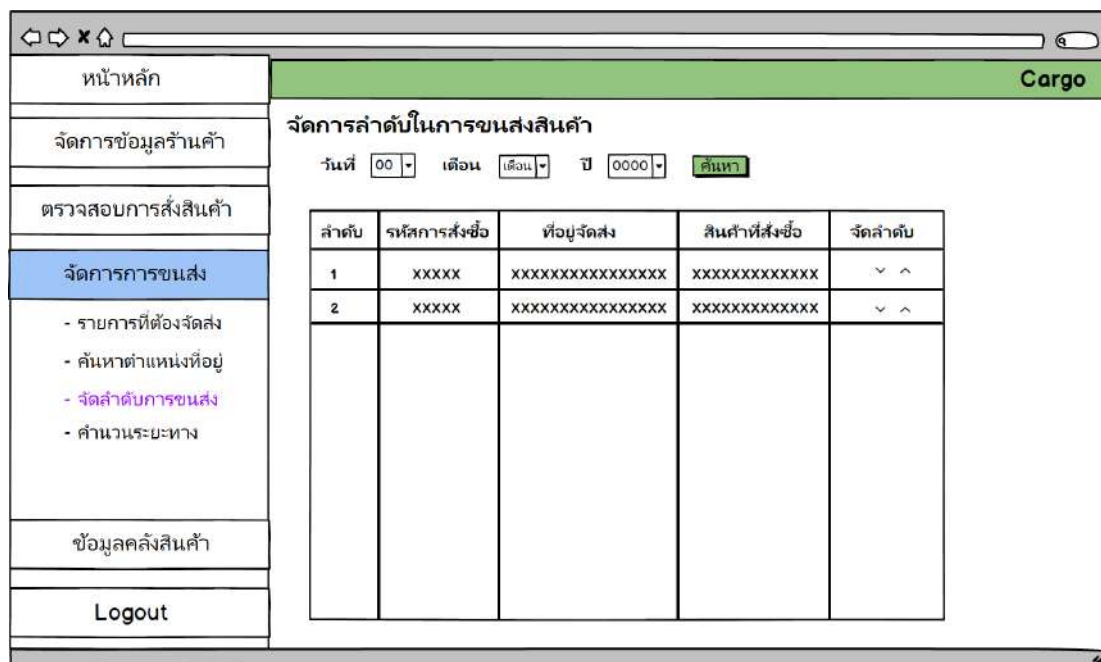 Cargo
หน้าหลัก
จัดการข้อมูลร้านค้า
ตรวจสอบการสั่งสินค้า
จัดการการขนส่ง
- รายการที่ต้องจัดส่ง
- ค้นหาตำแหน่งที่อยู่
- จัดลำดับการขนส่ง
- คำนวนระยะทาง
ข้อมูลคลังสินค้า
Logout
จัดการลำดับในการขนส่งสินค้า
วันที่ 00 เดือน เดือน ปี 0000 ค้นหา
ลำดับ รหัสการสั่งซื้อ ที่อยู่จัดส่ง สินค้าที่สั่งซื้อ จัดลำดับ
1 XXXXX XXXXXXXXXXXXXXXX XXXXXXXXXXXXX
2 XXXXX XXXXXXXXXXXXXXXX XXXXXXXXXXXXX